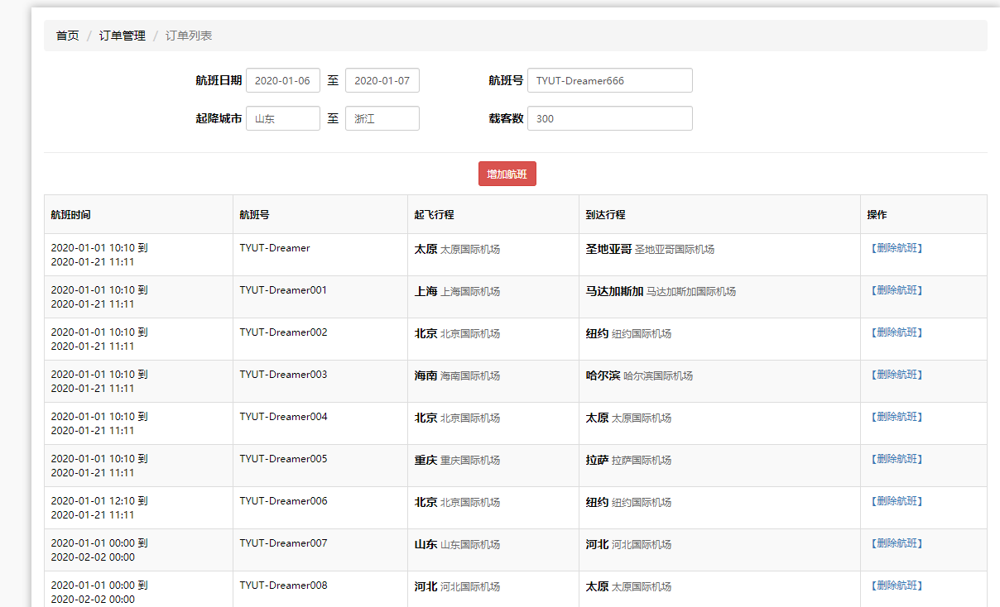 首页 / 订单管理 / 订单列表
航班日期 2020-01-06 至 2020-01-07 航班号 TYUT-Dreamer666
起降城市 山东 至 浙江 载客数 300
增加航班
航班时间 航班号 起飞行程 到达行程 操作
2020-01-01 10:10 到 TYUT-Dreamer 太原 太原国际机场 圣地亚哥 圣地亚哥国际机场 【删除航班】
2020-01-21 11:11
2020-01-01 10:10 到 TYUT-Dreamer001 上海 上海国际机场 马达加斯加 马达加斯加国际机场 【删除航班】
2020-01-21 11:11
2020-01-01 10:10 到 TYUT-Dreamer002 北京 北京国际机场 纽约 纽约国际机场 【删除航班】
2020-01-21 11:11
2020-01-01 10:10 到 TYUT-Dreamer003 海南 海南国际机场 哈尔滨 哈尔滨国际机场 【删除航班】
2020-01-21 11:11
2020-01-01 10:10 到 TYUT-Dreamer004 北京 北京国际机场 太原 太原国际机场 【删除航班】
2020-01-21 11:11
2020-01-01 10:10 到 TYUT-Dreamer005 重庆 重庆国际机场 拉萨 拉萨国际机场 【删除航班】
2020-01-21 11:11
2020-01-01 12:10 到 TYUT-Dreamer006 北京 北京国际机场 纽约 纽约国际机场 【删除航班】
2020-01-21 11:11
2020-01-01 00:00 到 TYUT-Dreamer007 山东 山东国际机场 河北 河北国际机场 【删除航班】
2020-02-02 00:00
2020-01-01 00:00 到 TYUT-Dreamer008 河北 河北国际机场 太原 太原国际机场 【删除航班】
2020-02-02 00:00